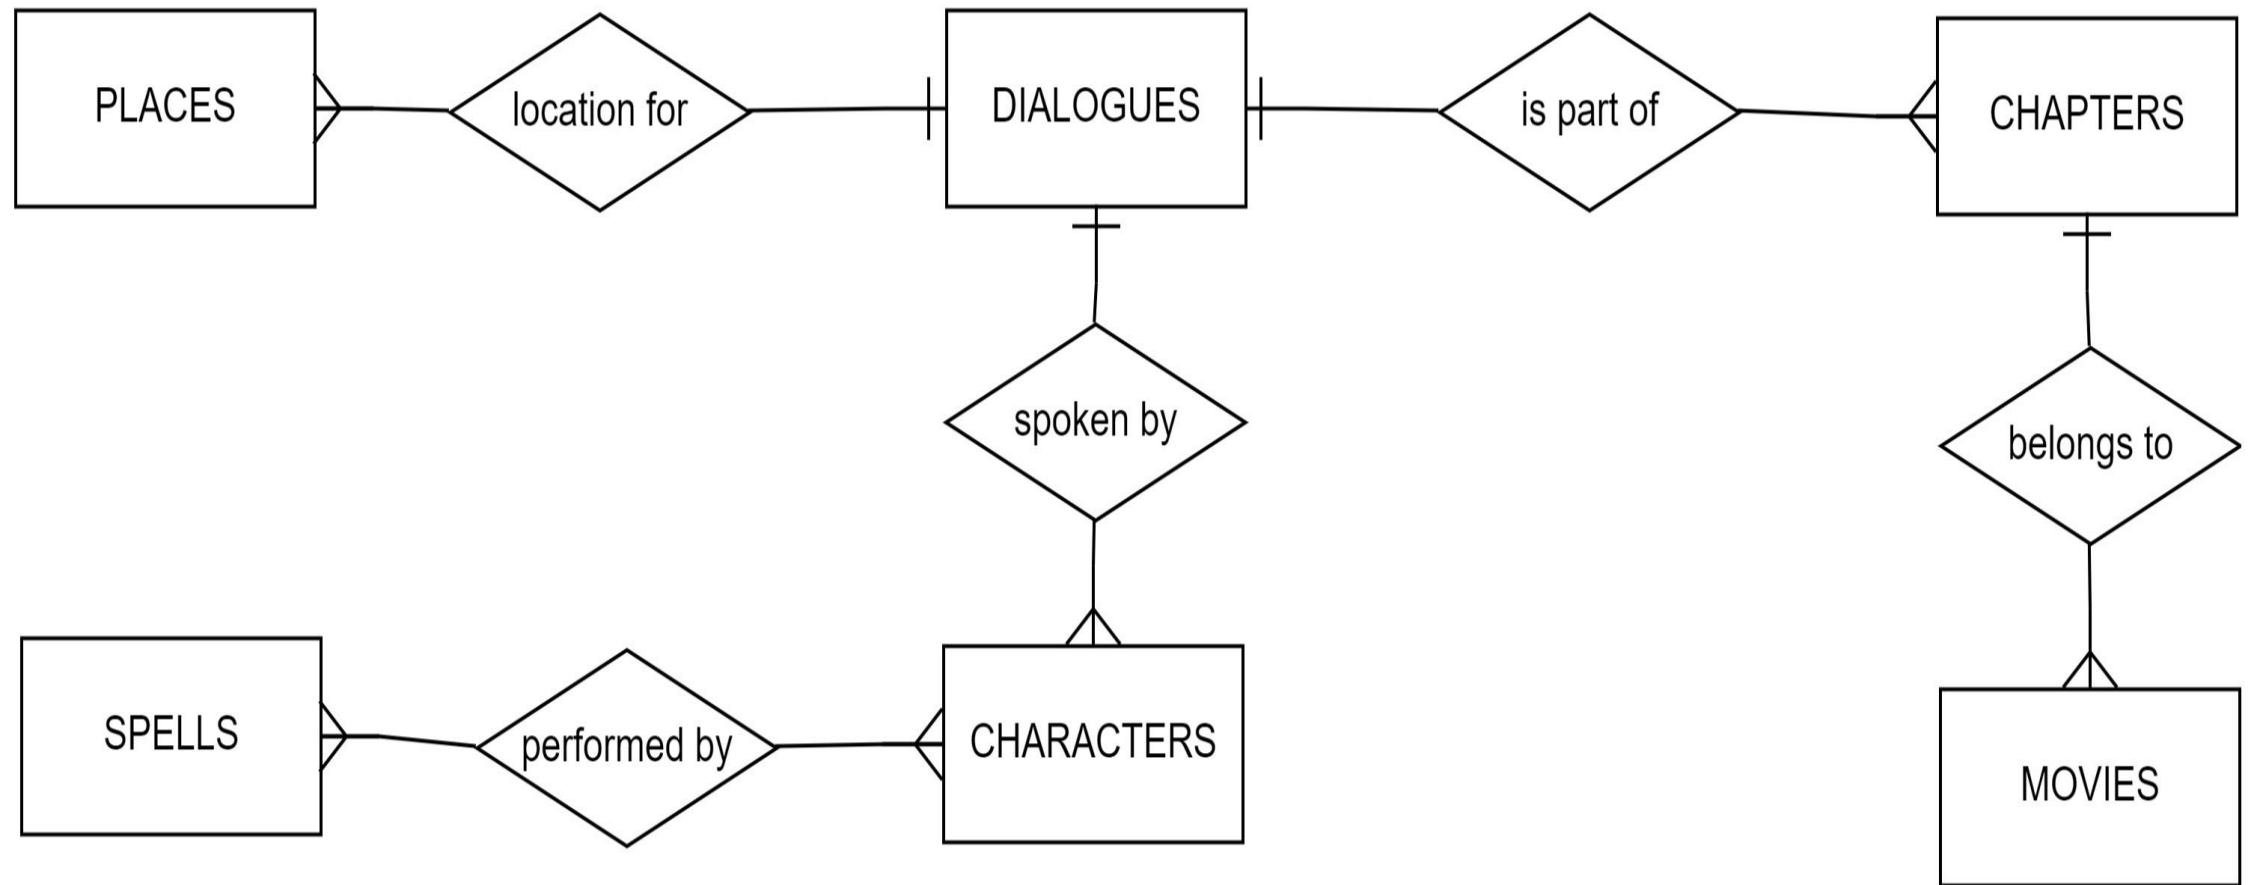 PLACES
location for
DIALOGUES
is part of
CHAPTERS
spoken by
belongs to
SPELLS
performed by
CHARACTERS
MOVIES